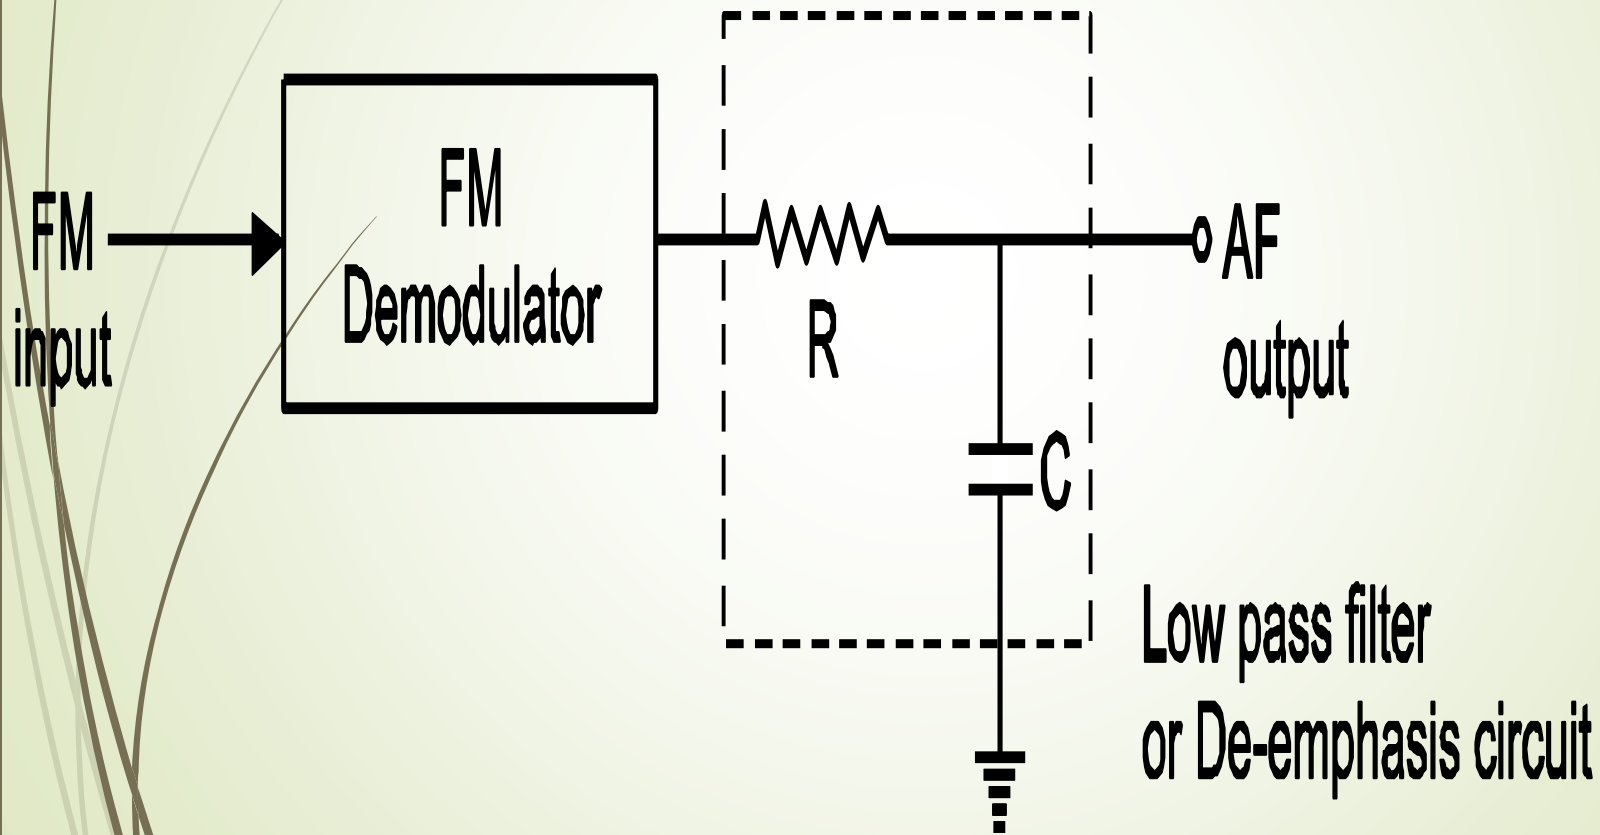 FM
input
FM
Demodulator
R
C
AF
output
Low pass filter
or De-emphasis circuit